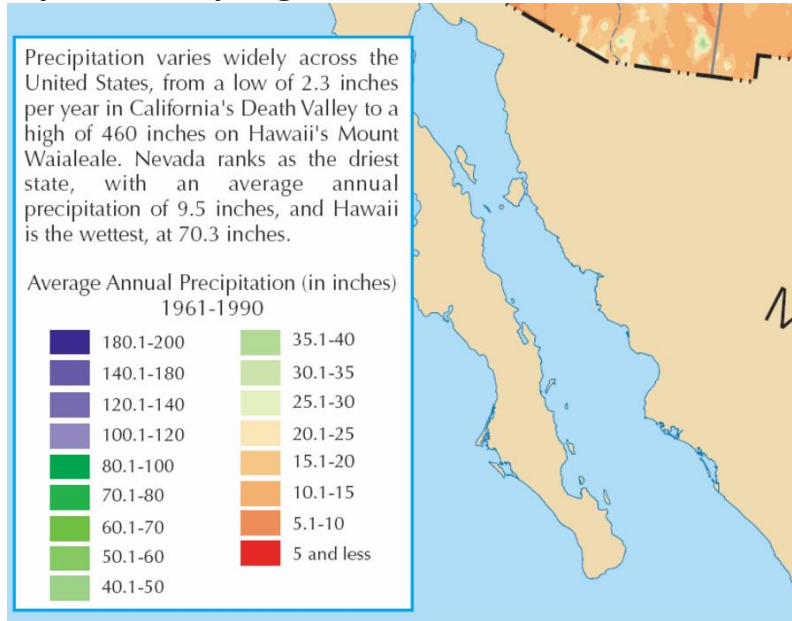 Precipitation varies widely across the
United States, from a low of 2.3 inches
per year in California's Death Valley to a
high of 460 inches on Hawaii's Mount
Waialeale. Nevada ranks as the driest
state, with an average annual
precipitation of 9.5 inches, and Hawaii
is the wettest, at 70.3 inches.
Average Annual Precipitation (in inches)
1961-1990
180.1-200
140.1-180
120.1-140
100.1-120
80.1-100
70.1-80
60.1-70
50.1-60
40.1-50
35.1-40
30.1-35
25.1-30
20.1-25
15.1-20
10.1-15
5.1-10
5 and less